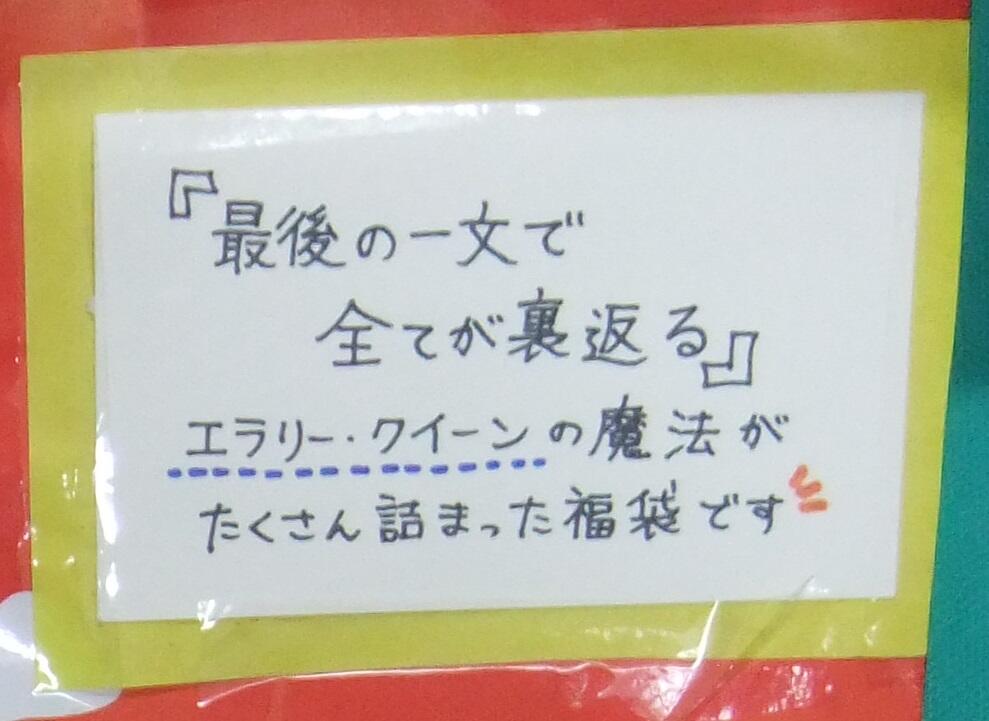 『最後の一文で
全てが裏返る』
エラリー・クイーンの魔法が
たくさん詰まった福袋です